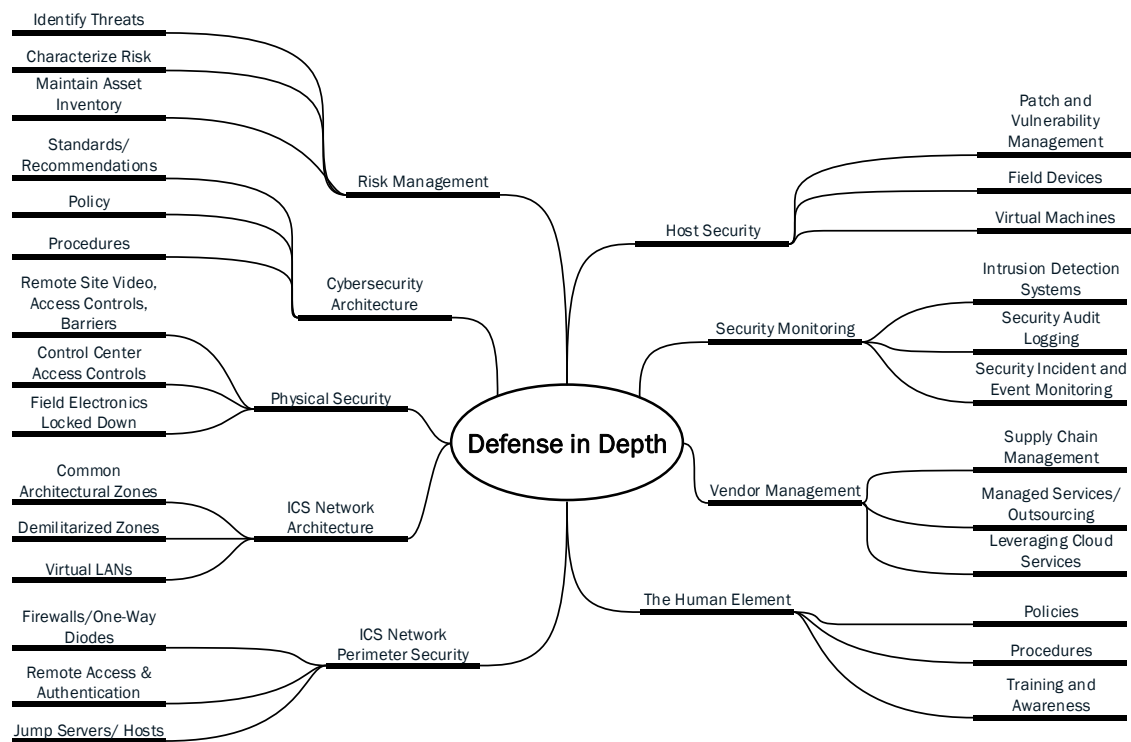 Identify Threats
Characterize Risk
Maintain Asset
Inventory
Risk Management
Standards/
Recommendations
Policy
Procedures
Cybersecurity
Architecture
Remote Site Video,
Access Controls,
Barriers
Control Center
Access Controls
Field Electronics
Locked Down
Physical Security
Common
Architectural Zones
Demilitarized Zones
Virtual LANs
ICS Network
Architecture
Firewalls/One-Way
Diodes
Remote Access &
Authentication
Jump Servers/ Hosts
ICS Network
Perimeter Security
Defense in Depth
Host Security
Patch and
Vulnerability
Management
Field Devices
Virtual Machines
Security Monitoring
Intrusion Detection
Systems
Security Audit
Logging
Security Incident and
Event Monitoring
Vendor Management
Supply Chain
Management
Managed Services/
Outsourcing
Leveraging Cloud
Services
The Human Element
Policies
Procedures
Training and
Awareness